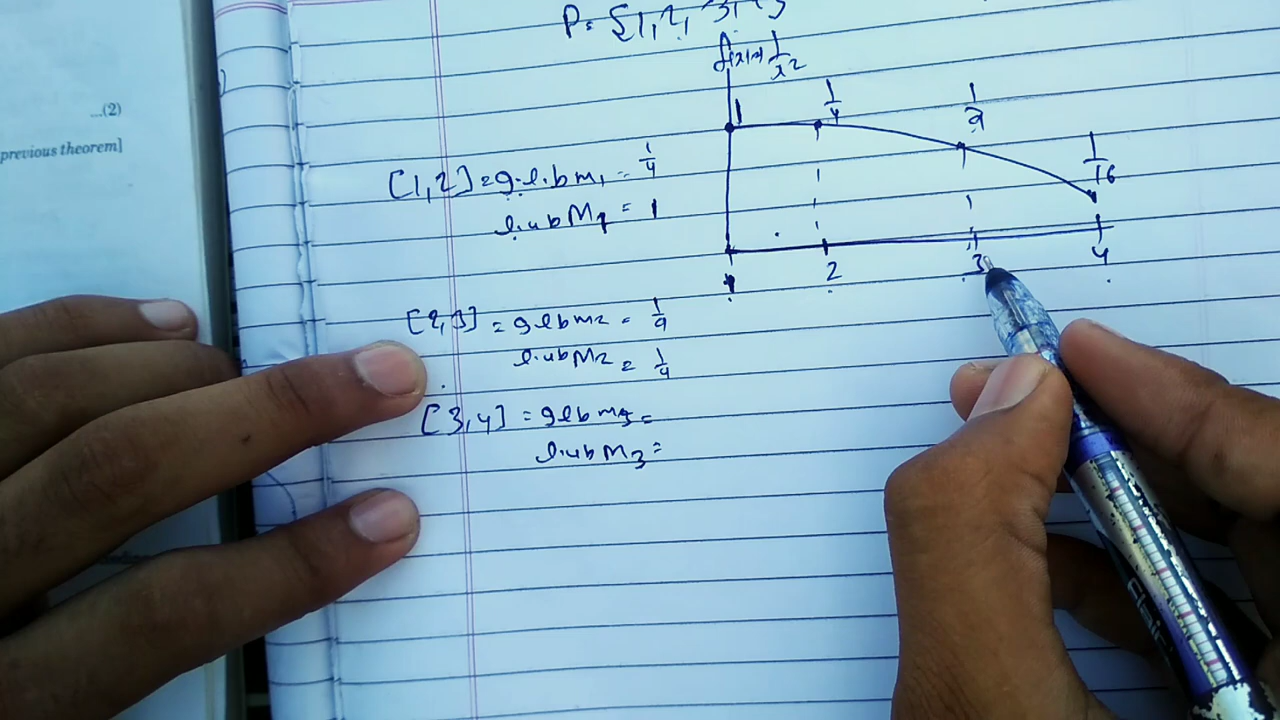 ...(2)
previous theorem]
P = {1, 2, 3, 4}
f(x) = 1/x2
1
1/4
1/9
1/16
[1,2] = g.l.b m1 = 1/4
l.u.b M1 = 1
1
2
3
4
[2,3] = g l b m2 = 1/9
l.u b M2 = 1/4
[3,4] = g l b m3 =
l.u b M3 =